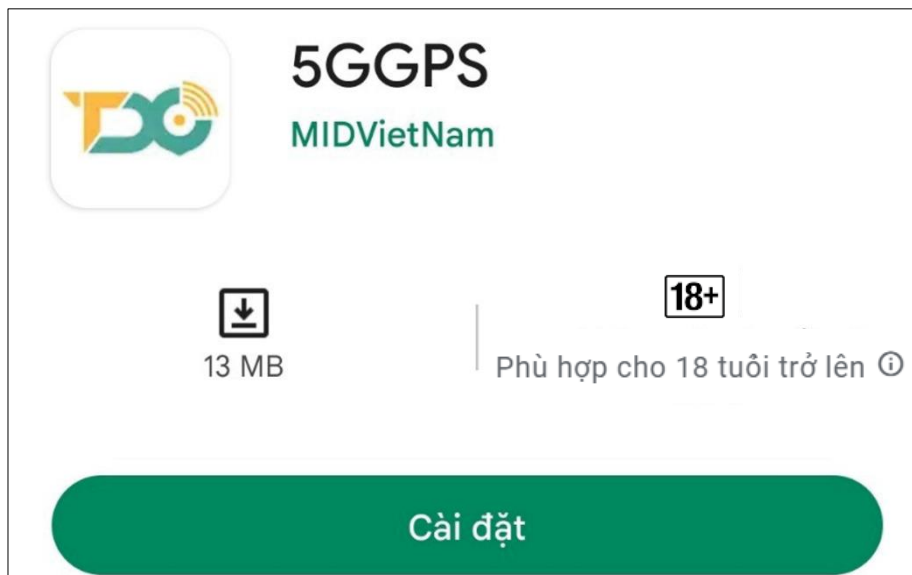 5GGPS
MIDVietNam
13 MB
18+
Phù hợp cho 18 tuổi trở lên
Cài đặt